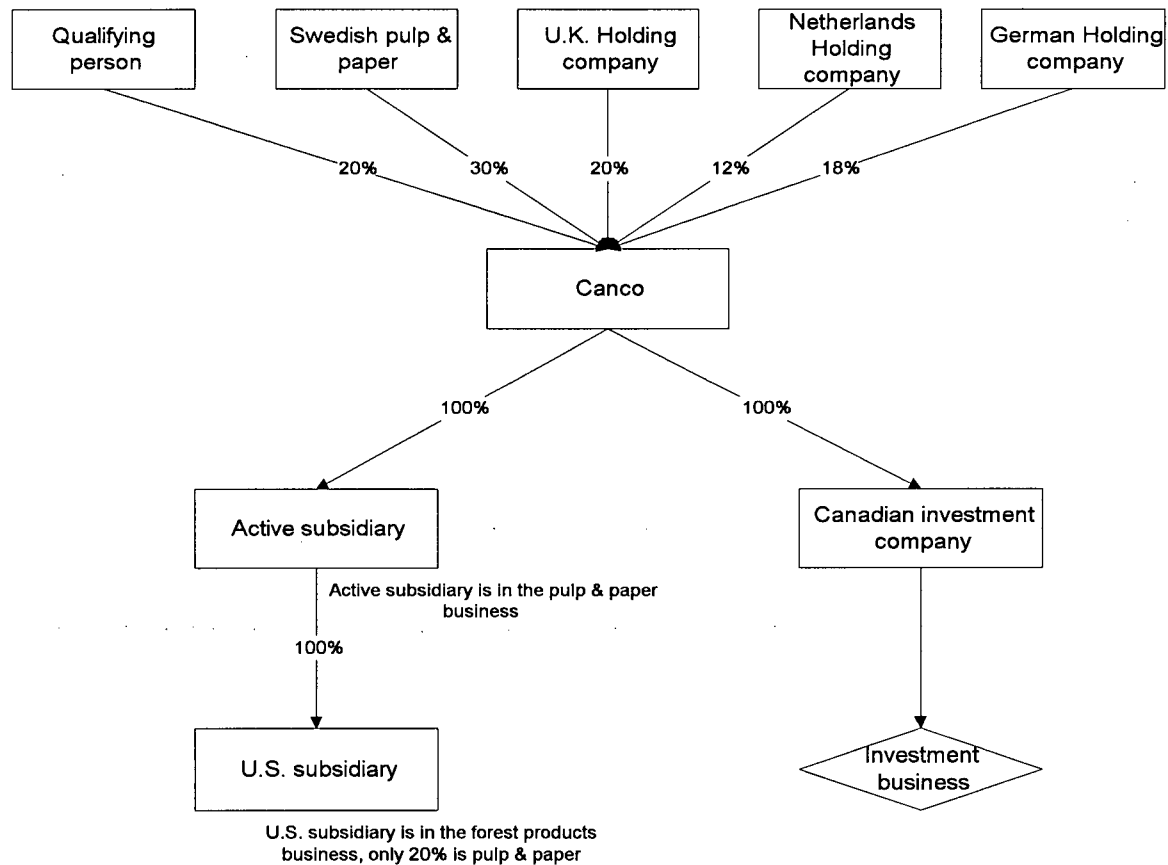 Qualifying
person
Swedish pulp &
paper
U.K. Holding
company
Netherlands
Holding
company
German Holding
company
20%
30%
20%
12%
18%
Canco
100%
100%
Active subsidiary
Canadian investment
company
Active subsidiary is in the pulp & paper
business
100%
U.S. subsidiary
Investment
business
U.S. subsidiary is in the forest products
business, only 20% is pulp & paper